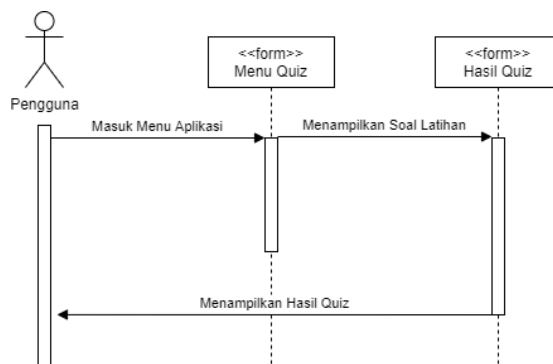 <<form>>
Menu Quiz
<<form>>
Hasil Quiz
Pengguna
Masuk Menu Aplikasi
Menampilkan Soal Latihan
Menampilkan Hasil Quiz